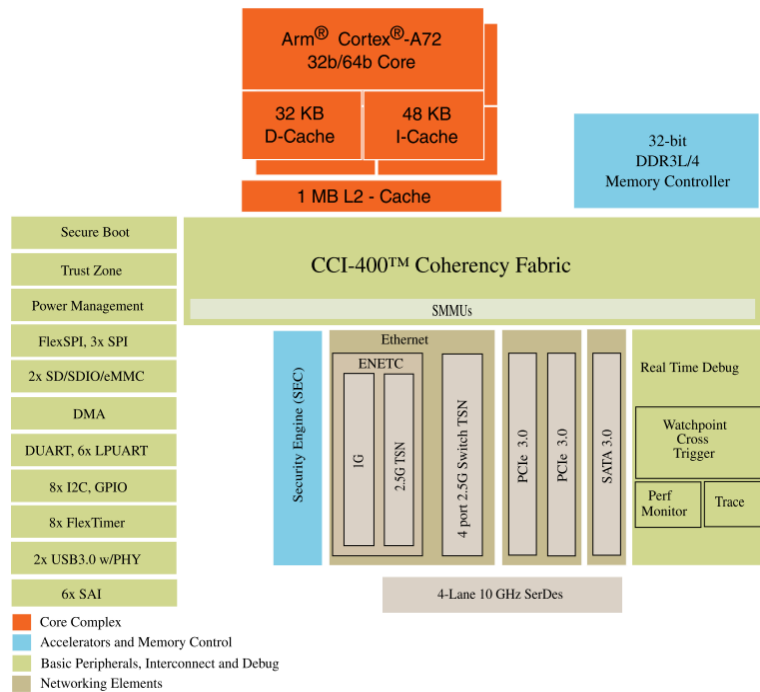 Arm® Cortex®-A72
32b/64b Core
32 KB
D-Cache
48 KB
I-Cache
1 MB L2 - Cache
32-bit
DDR3L/4
Memory Controller
Secure Boot
Trust Zone
Power Management
FlexSPI, 3x SPI
2x SD/SDIO/eMMC
DMA
DUART, 6x LPUART
8x I2C, GPIO
8x FlexTimer
2x USB3.0 w/PHY
6x SAI
CCI-400™ Coherency Fabric
SMMUs
Security Engine (SEC)
Ethernet
ENETC
1G
2.5G TSN
4 port 2.5G Switch TSN
PCIe 3.0
PCIe 3.0
SATA 3.0
Real Time Debug
Watchpoint
Cross
Trigger
Perf
Monitor
Trace
4-Lane 10 GHz SerDes
Core Complex
Accelerators and Memory Control
Basic Peripherals, Interconnect and Debug
Networking Elements